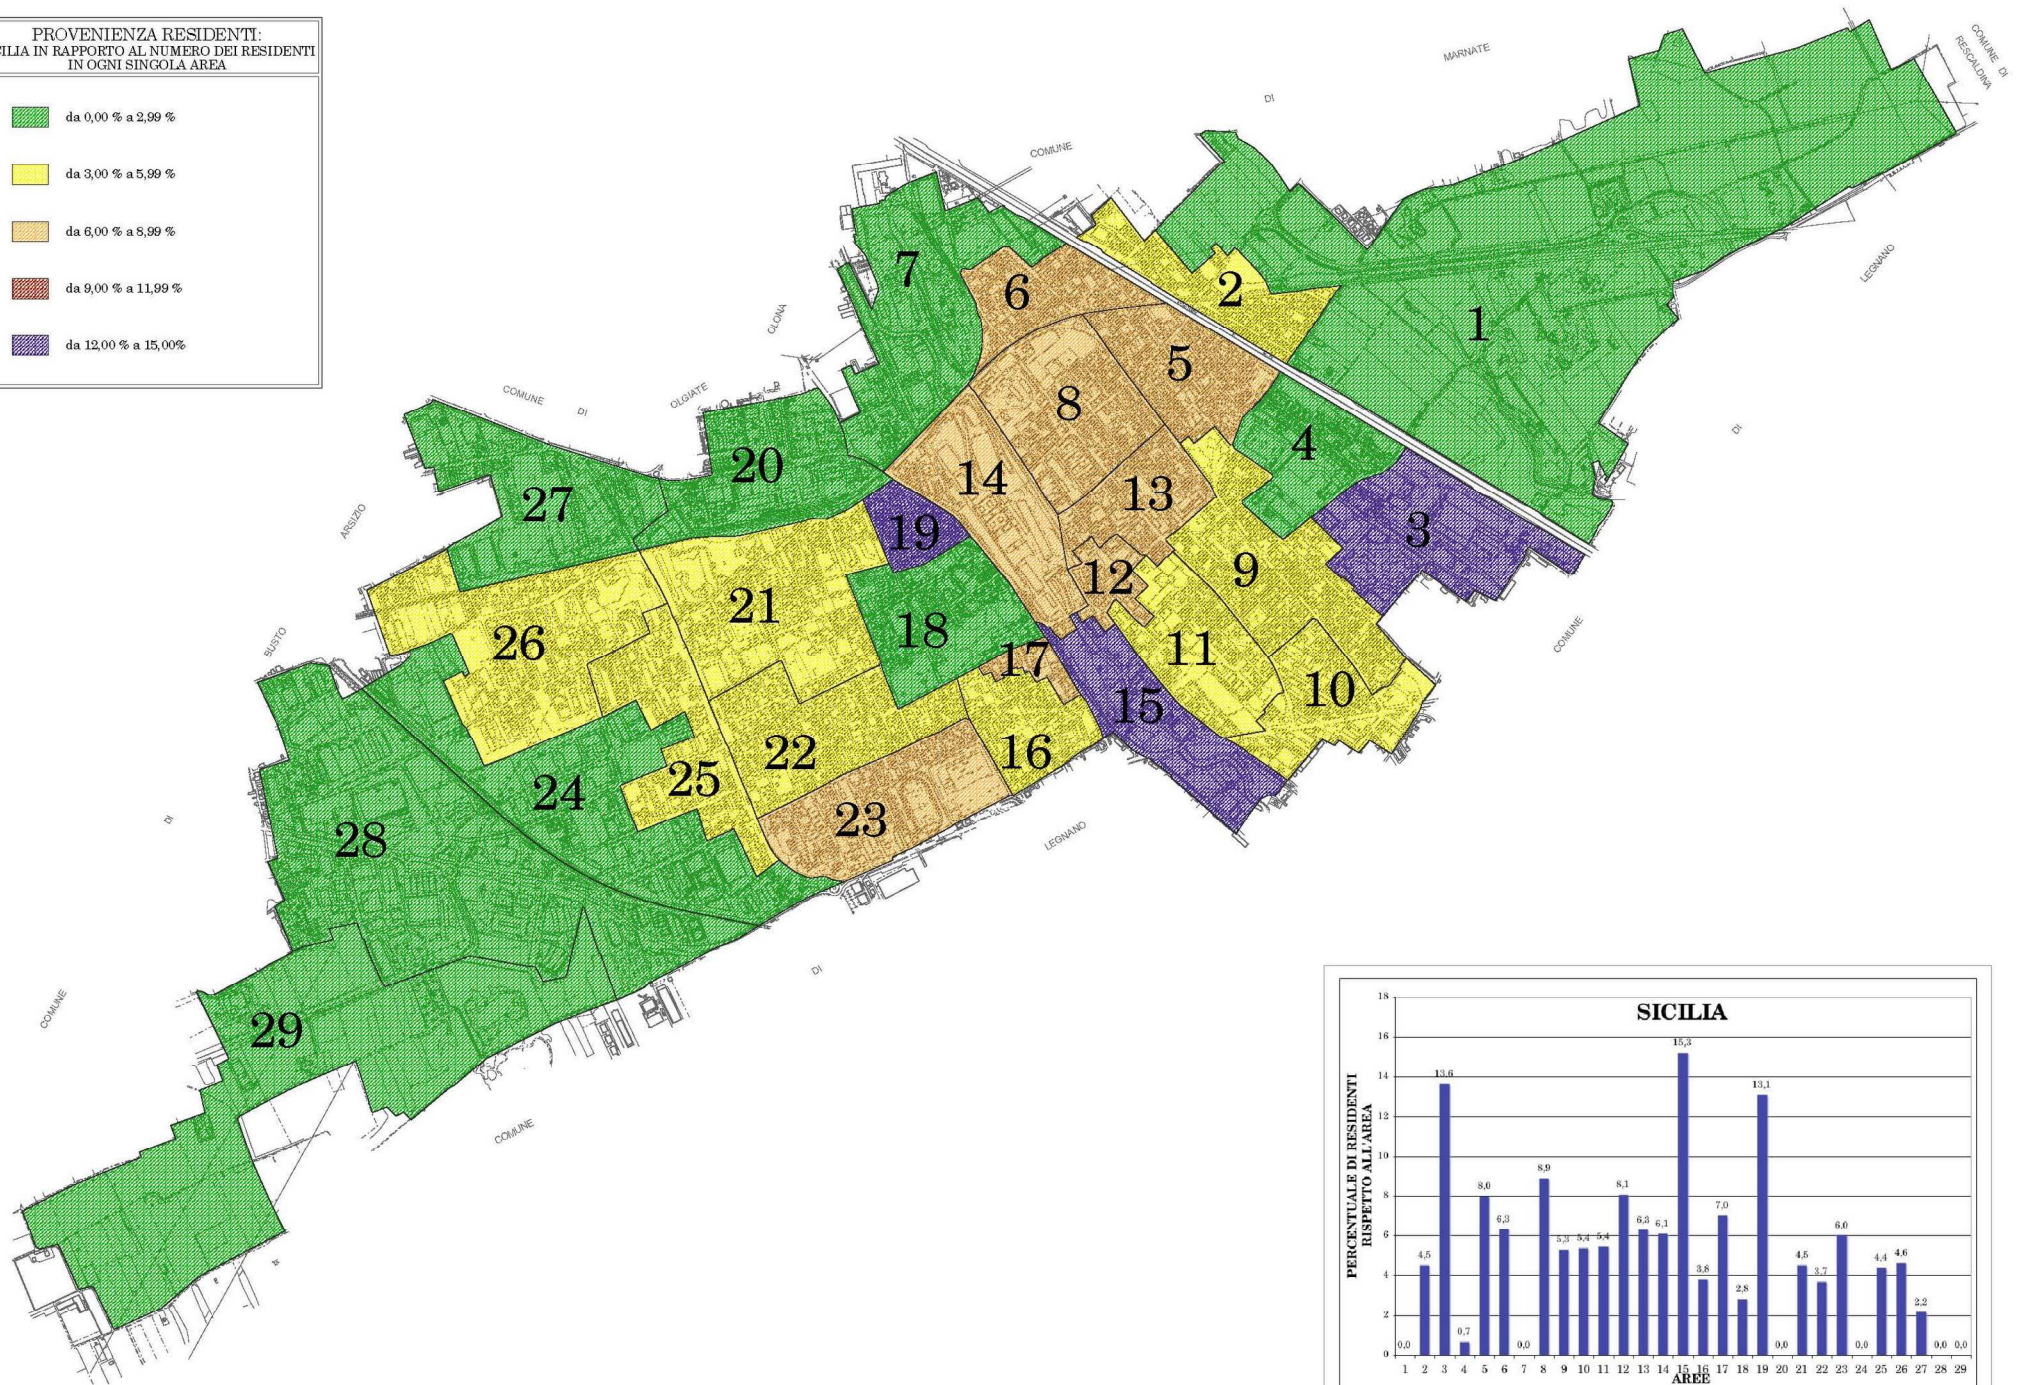 PROVENIENZA RESIDENTI:
ILIA IN RAPPORTO AL NUMERO DEI RESIDENTI
IN OGNI SINGOLA AREA
da 0,00 % a 2,99 %
da 3,00 % a 5,99 %
da 6,00 % a 8,99 %
da 9,00 % a 11,99 %
da 12,00 % a 15,00%
COMUNE DI
RESCALDINA
MARNATE
DI
COMUNE
LEGNANO
DI
COMUNE
OLONA
OLGIATE
DI
COMUNE
ARSIZIO
BUSTO
DI
COMUNE
LEGNANO
DI
COMUNE
7
6
2
1
5
8
4
20
14
13
27
19
3
12
9
21
18
26
11
17
10
15
22
16
25
24
23
28
29
SICILIA
PERCENTUALE DI RESIDENTI
RISPETTO ALL'AREA
18
16
14
12
10
8
6
4
2
0
0,0 4,5 13,6 0,7 8,0 6,3 0,0 8,9 5,3 5,4 5,4 8,1 6,3 6,1 15,3 3,8 7,0 2,8 13,1 0,0 4,5 3,7 6,0 0,0 4,4 4,6 2,2 0,0 0,0
1 2 3 4 5 6 7 8 9 10 11 12 13 14 15 16 17 18 19 20 21 22 23 24 25 26 27 28 29
AREE